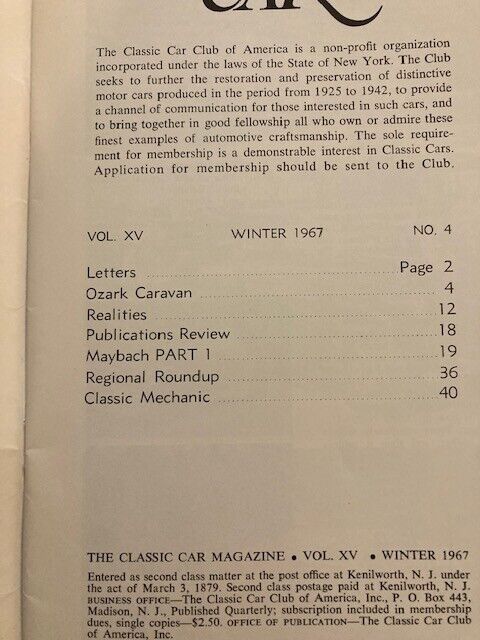 CAR
The Classic Car Club of America is a non-profit organization
incorporated under the laws of the State of New York. The Club
seeks to further the restoration and preservation of distinctive
motor cars produced in the period from 1925 to 1942, to provide
a channel of communication for those interested in such cars, and
to bring together in good fellowship all who own or admire these
finest examples of automotive craftsmanship. The sole require-
ment for membership is a demonstrable interest in Classic Cars.
Application for membership should be sent to the Club.
VOL. XV WINTER 1967 NO. 4
Letters Page 2
Ozark Caravan 4
Realities 12
Publications Review 18
Maybach PART 1 19
Regional Roundup 36
Classic Mechanic 40
THE CLASSIC CAR MAGAZINE • VOL. XV • WINTER 1967
Entered as second class matter at the post office at Kenilworth, N. J. under
the act of March 3, 1879. Second class postage paid at Kenilworth, N. J.
BUSINESS OFFICE—The Classic Car Club of America, Inc., P. O. Box 443,
Madison, N. J., Published Quarterly; subscription included in membership
dues, single copies—$2.50. OFFICE OF PUBLICATION—The Classic Car Club
of America, Inc.